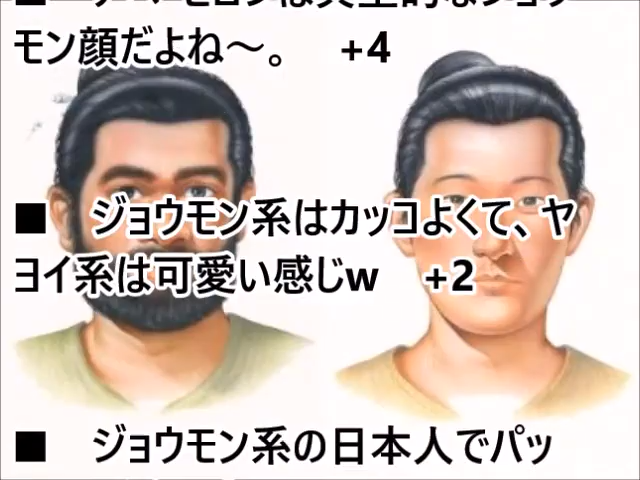 モン顔だよね～。　+4
■　ジョウモン系はカッコよくて、ヤ
ヨイ系は可愛い感じw　+2
■　ジョウモン系の日本人でパッ